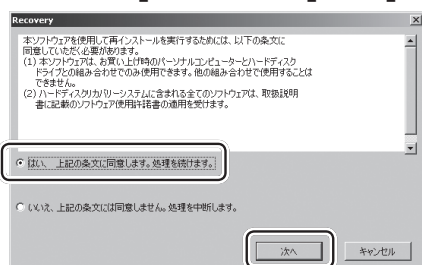 Recovery
本ソフトウェアを使用して再インストールを実行するためには、以下の条文に
同意していただく必要があります。
(1) 本ソフトウェアは、お買い上げ時のパーソナルコンピューターとハードディスク
ドライブとの組み合わせでのみ使用できます。他の組み合わせで使用することは
できません。
(2) ハードディスクリカバリーシステムに含まれる全てのソフトウェアは、取扱説明
書に記載のソフトウェア使用許諾書の適用を受けます。
はい、 上記の条文に同意します。処理を続けます。
いいえ、上記の条文には同意しません。処理を中断します。
次へ
キャンセル